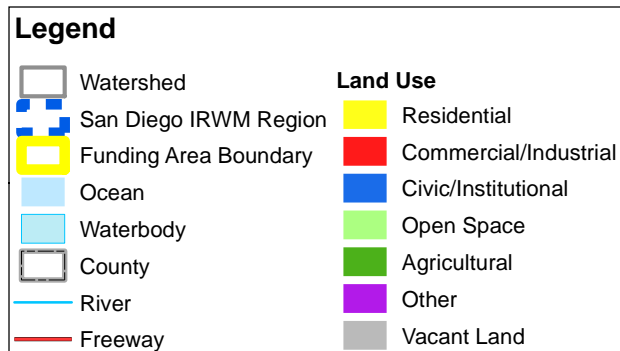 Legend
Watershed
San Diego IRWM Region
Funding Area Boundary
Ocean
Waterbody
County
River
Freeway
Land Use
Residential
Commercial/Industrial
Civic/Institutional
Open Space
Agricultural
Other
Vacant Land